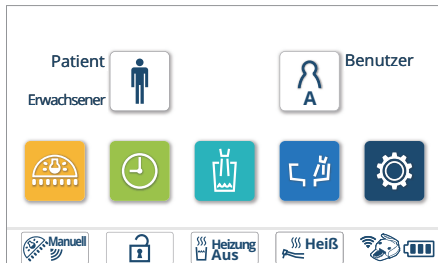 Patient
Erwachsener
Benutzer
A
Manuell
Heizung
Aus
Heiß